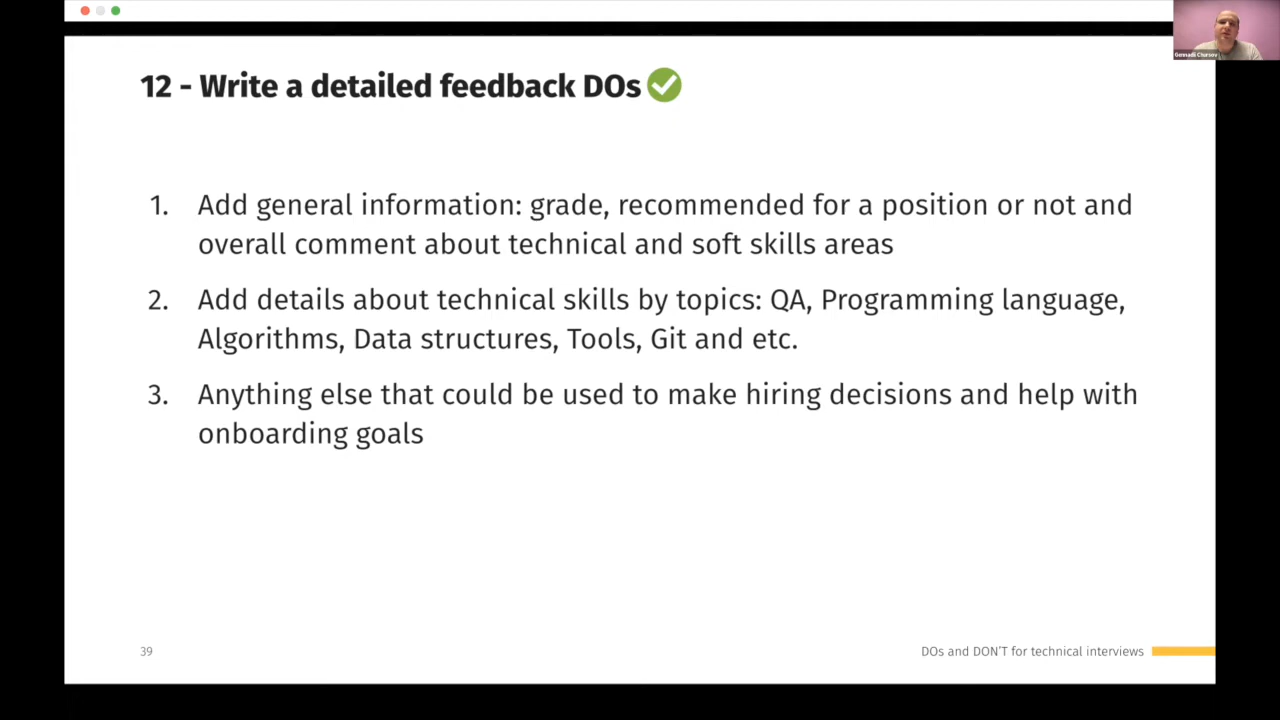 12 - Write a detailed feedback DOs
1. Add general information: grade, recommended for a position or not and
overall comment about technical and soft skills areas
2. Add details about technical skills by topics: QA, Programming language,
Algorithms, Data structures, Tools, Git and etc.
3. Anything else that could be used to make hiring decisions and help with
onboarding goals
39
DOs and DON'T for technical interviews